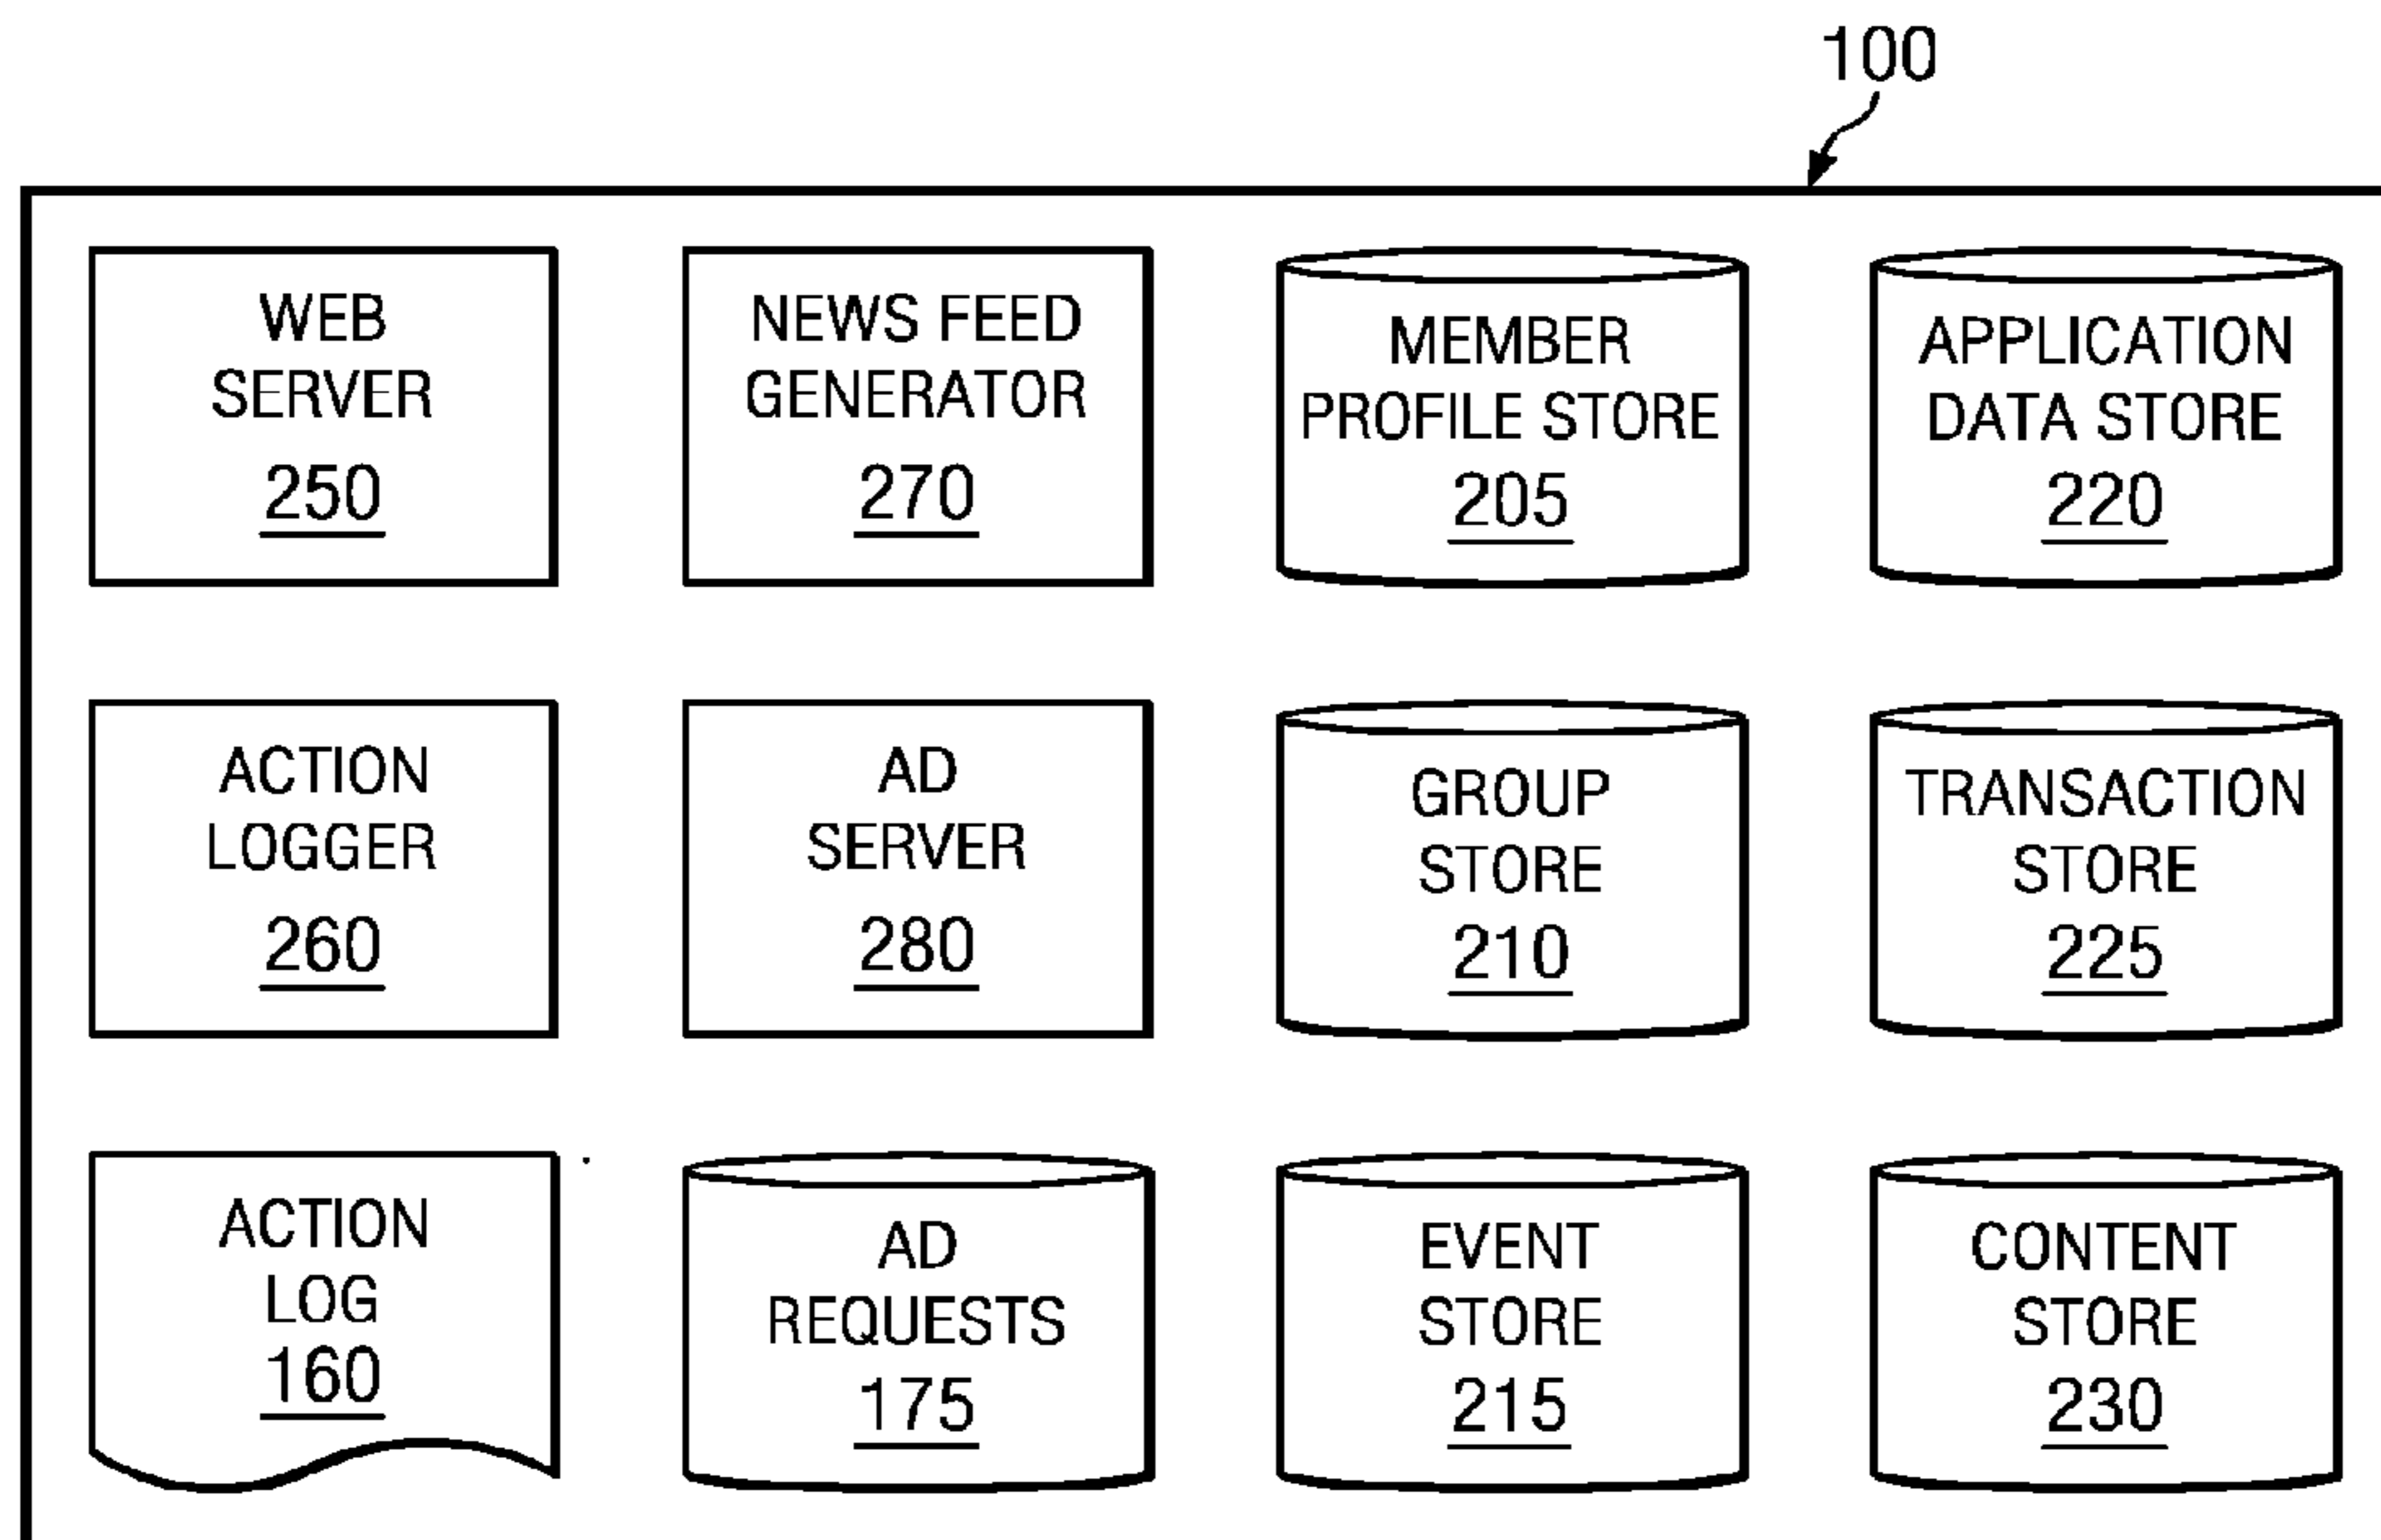 100
WEB
SERVER
250
NEWS FEED
GENERATOR
270
MEMBER
PROFILE STORE
205
APPLICATION
DATA STORE
220
ACTION
LOGGER
260
AD
SERVER
280
GROUP
STORE
210
TRANSACTION
STORE
225
ACTION
LOG
160
AD
REQUESTS
175
EVENT
STORE
215
CONTENT
STORE
230